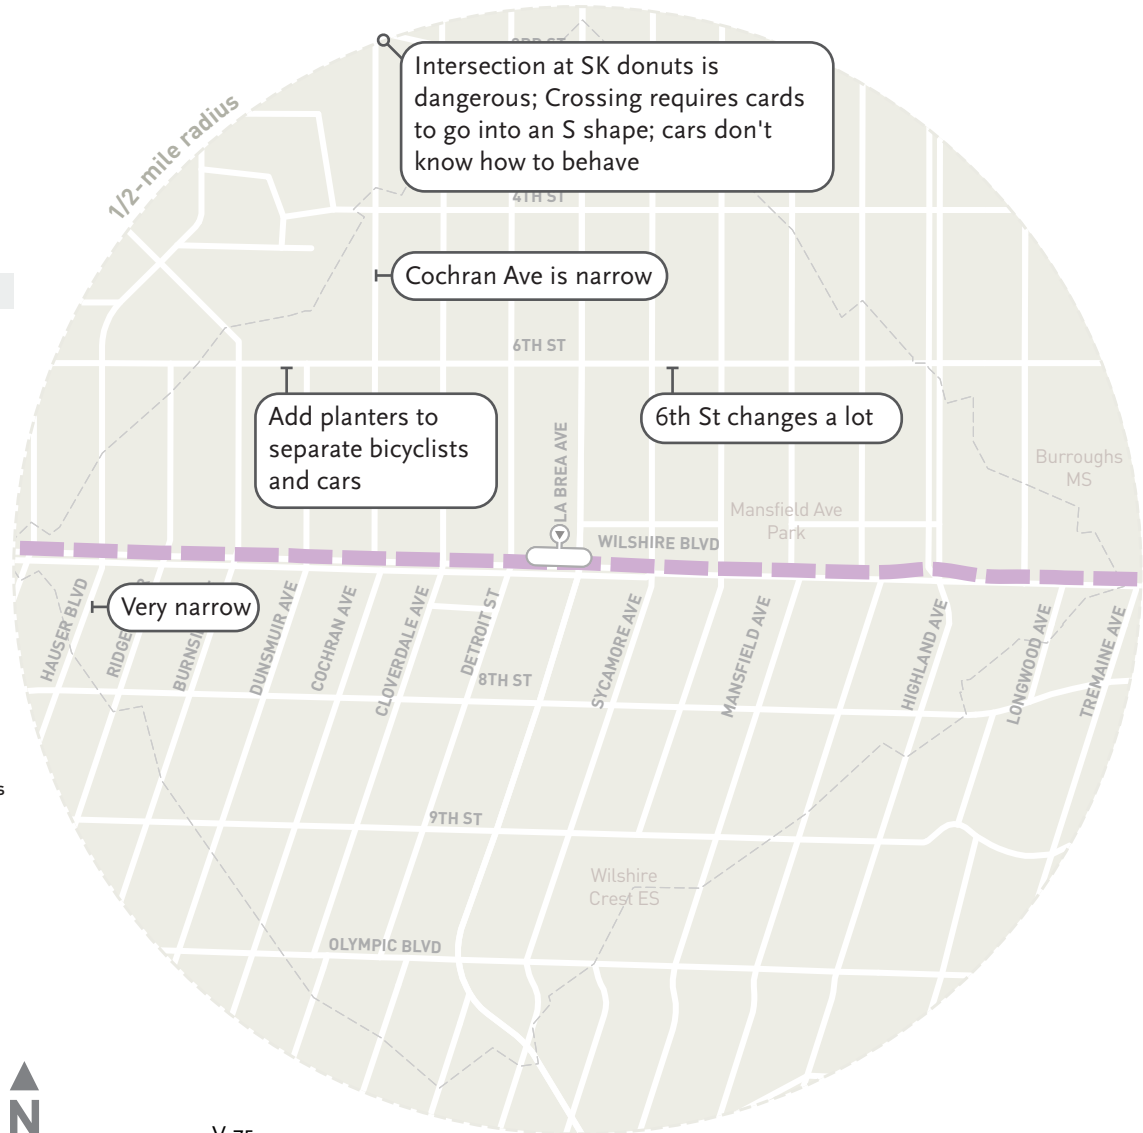 Intersection at SK donuts is
dangerous; Crossing requires cards
to go into an S shape; cars don't
know how to behave
1/2-mile radius
4TH ST
Cochran Ave is narrow
6TH ST
Add planters to
separate bicyclists
and cars
6th St changes a lot
LA BREA AVE
Burroughs
MS
Mansfield Ave
Park
WILSHIRE BLVD
Very narrow
HAUSER BLVD
DUNSMUIR AVE
COCHRAN AVE
CLOVERDALE AVE
DETROIT ST
SYCAMORE AVE
MANSFIELD AVE
HIGHLAND AVE
LONGWOOD AVE
TREMAINE AVE
8TH ST
9TH ST
Wilshire
Crest ES
OLYMPIC BLVD
N